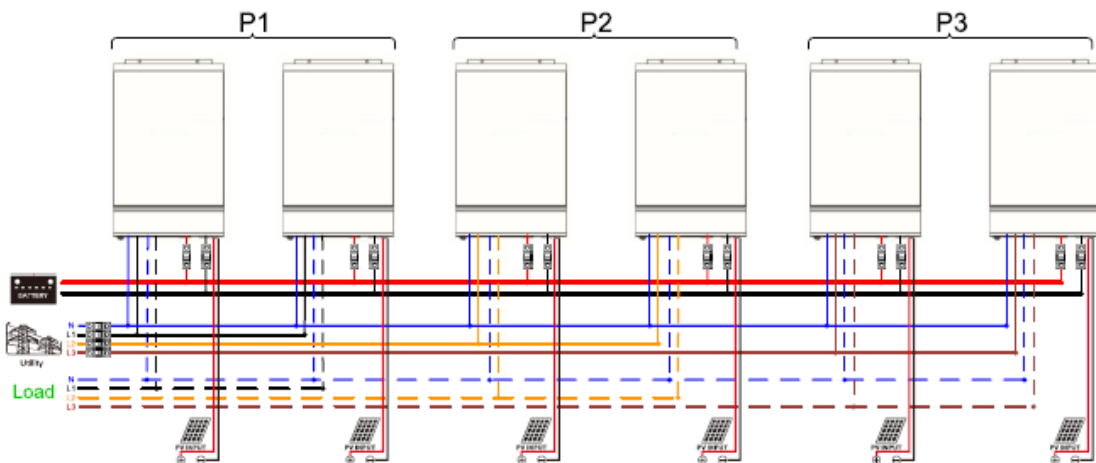 P1 P2 P3
BATTERY
N
L1
L2
L3
Utility
Load
N
L1
L2
L3
PV INPUT PV INPUT PV INPUT PV INPUT PV INPUT PV INPUT